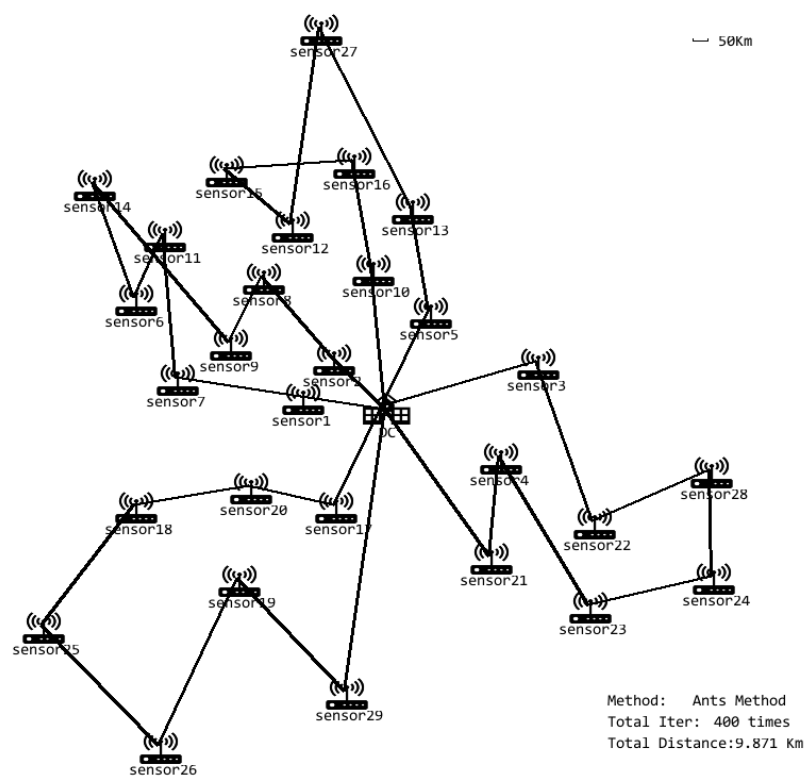 sensor27
50Km
sensor15
sensor16
sensor14
sensor13
sensor12
sensor11
sensor8
sensor10
sensor6
sensor5
sensor9
sensor2
sensor3
sensor7
sensor1
DC
sensor4
sensor28
sensor20
sensor17
sensor18
sensor22
sensor21
sensor19
sensor24
sensor23
sensor25
sensor29
sensor26
Method: Ants Method
Total Iter: 400 times
Total Distance:9.871 Km